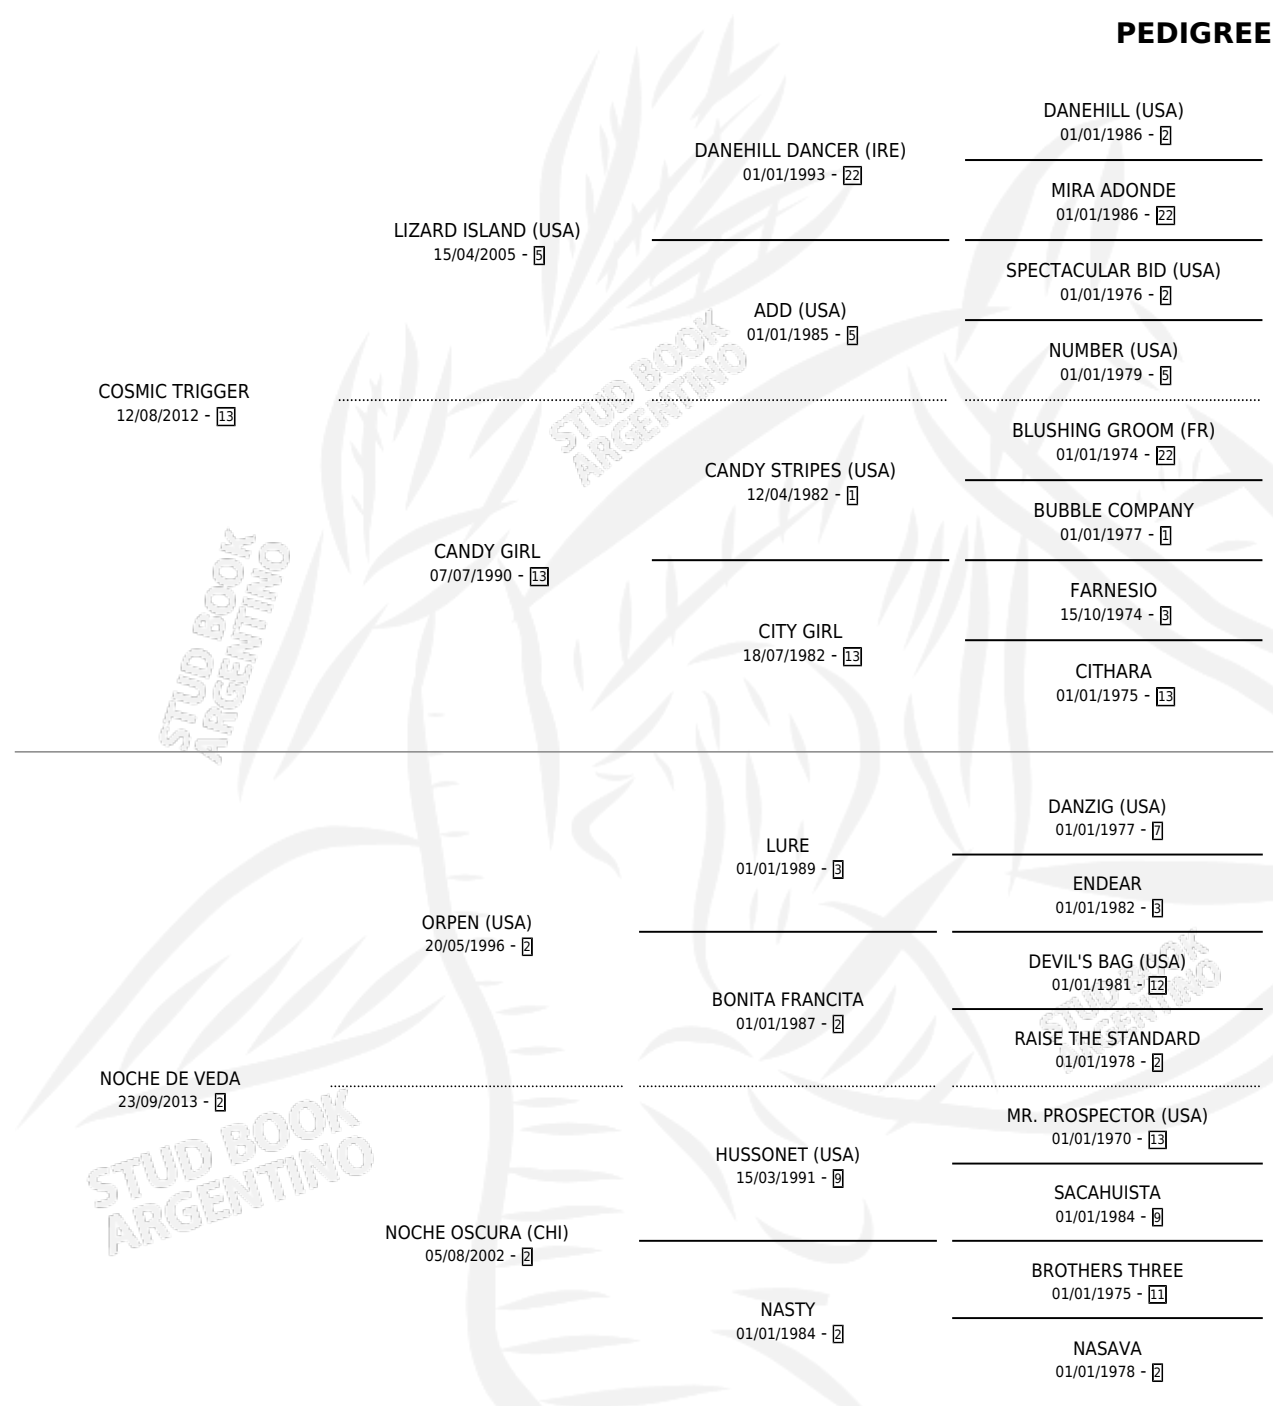 PEDIGREE
DANEHILL (USA)
01/01/1986 - 2
DANEHILL DANCER (IRE)
01/01/1993 - 22
MIRA ADONDE
01/01/1986 - 22
LIZARD ISLAND (USA)
15/04/2005 - 5
SPECTACULAR BID (USA)
01/01/1976 - 2
ADD (USA)
01/01/1985 - 5
NUMBER (USA)
01/01/1979 - 5
COSMIC TRIGGER
12/08/2012 - 13
BLUSHING GROOM (FR)
01/01/1974 - 22
CANDY STRIPES (USA)
12/04/1982 - 1
BUBBLE COMPANY
01/01/1977 - 1
CANDY GIRL
07/07/1990 - 13
FARNESIO
15/10/1974 - 3
CITY GIRL
18/07/1982 - 13
CITHARA
01/01/1975 - 13
STUD BOOK
ARGENTINO
STUD BOOK
ARGENTINO
DANZIG (USA)
01/01/1977 - 7
LURE
01/01/1989 - 3
ENDEAR
01/01/1982 - 3
ORPEN (USA)
20/05/1996 - 2
DEVIL'S BAG (USA)
01/01/1981 - 12
BONITA FRANCITA
01/01/1987 - 2
RAISE THE STANDARD
01/01/1978 - 2
NOCHE DE VEDA
23/09/2013 - 2
MR. PROSPECTOR (USA)
01/01/1970 - 13
HUSSONET (USA)
15/03/1991 - 9
SACAHUISTA
01/01/1984 - 9
NOCHE OSCURA (CHI)
05/08/2002 - 2
BROTHERS THREE
01/01/1975 - 11
NASTY
01/01/1984 - 2
NASAVA
01/01/1978 - 2
STUD BOOK
ARGENTINO
STUD BOOK
ARGENTINO